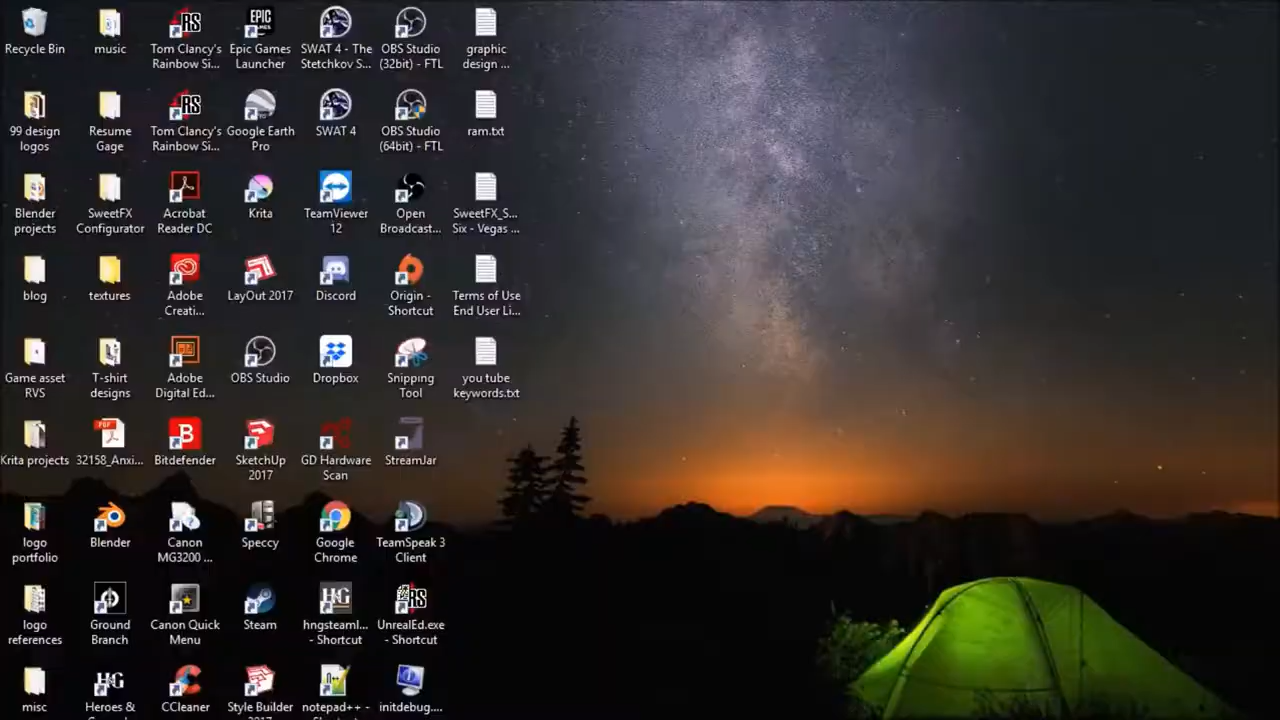 Recycle Bin
music
Tom Clancy's
Rainbow Si...
Epic Games
Launcher
SWAT 4 - The
Stetchkov S...
OBS Studio
(32bit) - FTL
graphic
design ...
99 design
logos
Resume
Gage
Tom Clancy's
Rainbow Si...
Google Earth
Pro
SWAT 4
OBS Studio
(64bit) - FTL
ram.txt
Blender
projects
SweetFX
Configurator
Acrobat
Reader DC
Krita
TeamViewer
12
Open
Broadcast...
SweetFX_S...
Six - Vegas ...
blog
textures
Adobe
Creati...
LayOut 2017
Discord
Origin -
Shortcut
Terms of Use
End User Li...
Game asset
RVS
T-shirt
designs
Adobe
Digital Ed...
OBS Studio
Dropbox
Snipping
Tool
you tube
keywords.txt
Krita projects
32158_Anxi...
Bitdefender
SketchUp
2017
GD Hardware
Scan
StreamJar
logo
portfolio
Blender
Canon
MG3200 ...
Speccy
Google
Chrome
TeamSpeak 3
Client
logo
references
Ground
Branch
Canon Quick
Menu
Steam
hngsteaml...
- Shortcut
UnrealEd.exe
- Shortcut
misc
Heroes &
CCleaner
Style Builder
2017
notepad++ -
Shortcut
initdebug....